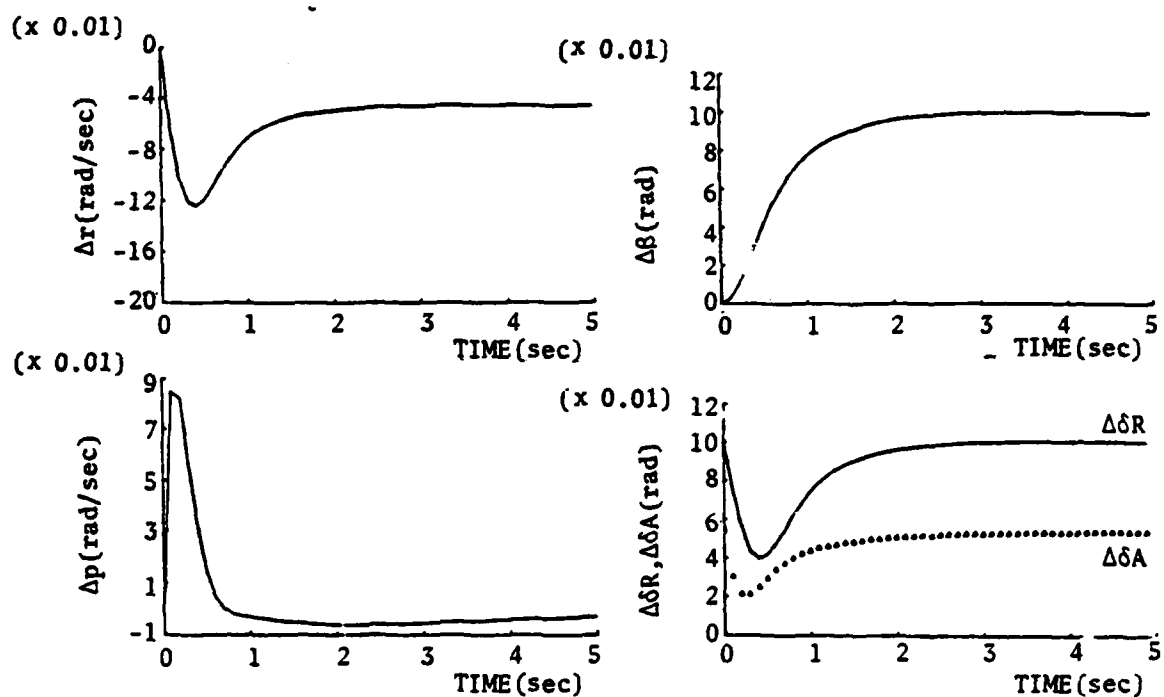 (x 0.01)
0
-4
-8
-12
-16
-20
Δr(rad/sec)
0 1 2 3 4 5
TIME(sec)
(x 0.01)
12
10
8
6
4
2
0
Δβ(rad)
0 1 2 3 4 5
TIME(sec)
(x 0.01)
9
7
5
3
1
-1
Δp(rad/sec)
0 1 2 3 4 5
TIME(sec)
(x 0.01)
12
10
8
6
4
2
0
ΔδR,ΔδA(rad)
ΔδR
ΔδA
0 1 2 3 4 5
TIME(sec)